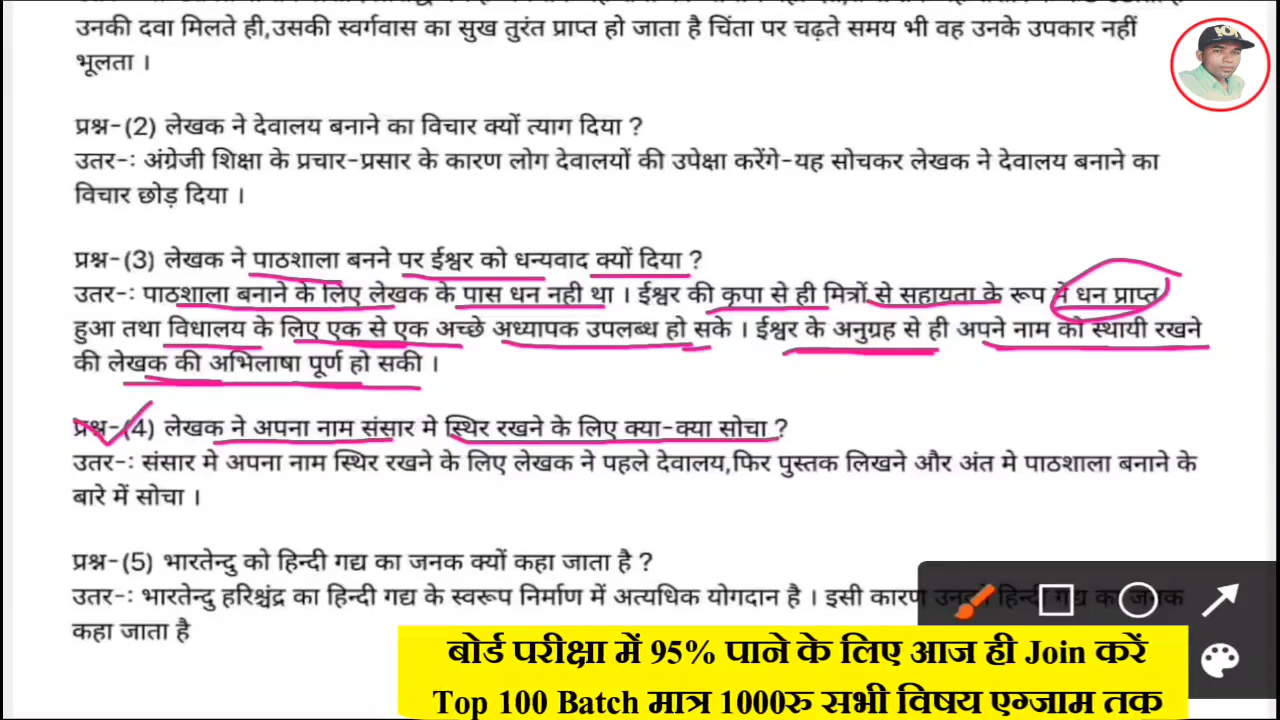 उनकी दवा मिलते ही,उसकी स्वर्गवास का सुख तुरंत प्राप्त हो जाता है चिंता पर चढ़ते समय भी वह उनके उपकार नहीं
भूलता ।
प्रश्न-(2) लेखक ने देवालय बनाने का विचार क्यों त्याग दिया ?
उतर-: अंग्रेजी शिक्षा के प्रचार-प्रसार के कारण लोग देवालयों की उपेक्षा करेंगे-यह सोचकर लेखक ने देवालय बनाने का
विचार छोड़ दिया ।
प्रश्न-(3) लेखक ने पाठशाला बनने पर ईश्वर को धन्यवाद क्यों दिया ?
उतर-: पाठशाला बनाने के लिए लेखक के पास धन नही था । ईश्वर की कृपा से ही मित्रों से सहायता के रूप में धन प्राप्त
हुआ तथा विधालय के लिए एक से एक अच्छे अध्यापक उपलब्ध हो सके । ईश्वर के अनुग्रह से ही अपने नाम को स्थायी रखने
की लेखक की अभिलाषा पूर्ण हो सकी ।
प्रश्न-(4) लेखक ने अपना नाम संसार मे स्थिर रखने के लिए क्या-क्या सोचा ?
उतर-: संसार मे अपना नाम स्थिर रखने के लिए लेखक ने पहले देवालय,फिर पुस्तक लिखने और अंत मे पाठशाला बनाने के
बारे में सोचा ।
प्रश्न-(5) भारतेन्दु को हिन्दी गद्य का जनक क्यों कहा जाता है ?
उतर-: भारतेन्दु हरिश्चंद्र का हिन्दी गद्य के स्वरूप निर्माण में अत्यधिक योगदान है । इसी कारण उनको हिन्दी गद्य का जनक
कहा जाता है
बोर्ड परीक्षा में 95% पाने के लिए आज ही Join करें
Top 100 Batch मात्र 1000रु सभी विषय एग्जाम तक